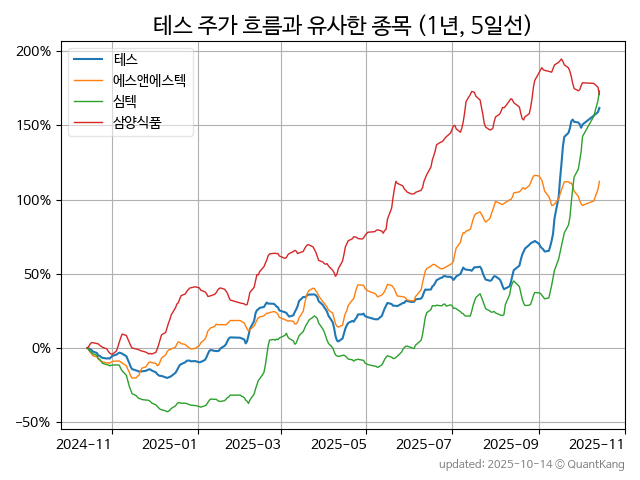 테스 주가 흐름과 유사한 종목 (1년, 5일선)
테스
에스앤에스텍
심텍
삼양식품
200%
150%
100%
50%
0%
−50%
2024-11 2025-01 2025-03 2025-05 2025-07 2025-09 2025-11
updated: 2025-10-14 © QuantKang